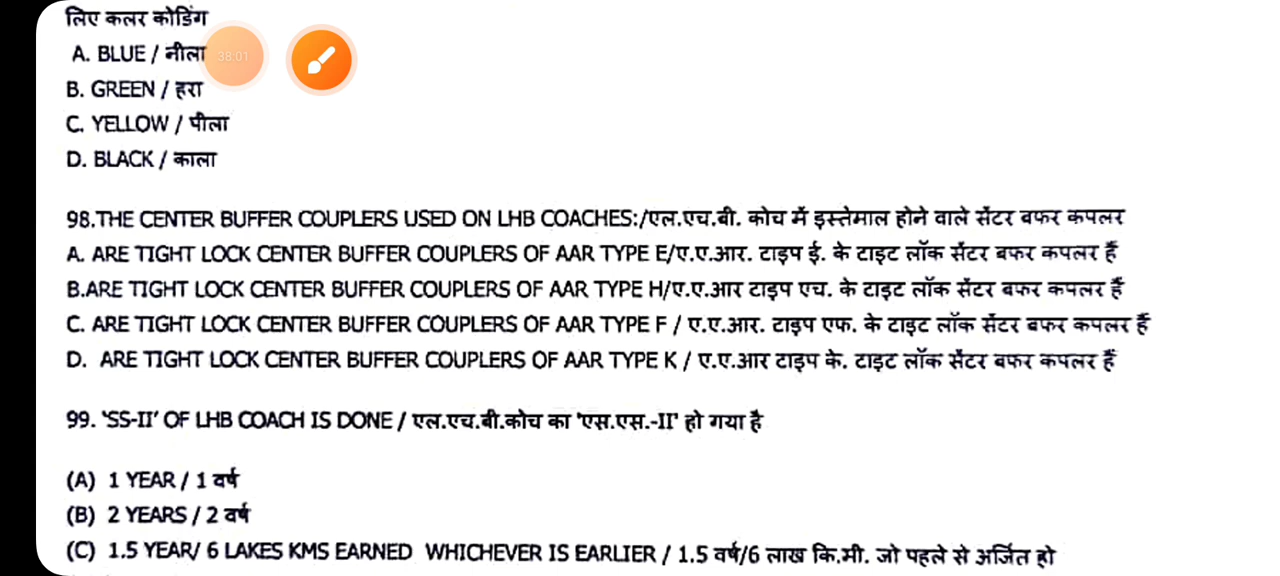 लिए कलर कोडिंग
A. BLUE / नीला
38:01
B. GREEN / हरा
C. YELLOW / पीला
D. BLACK / काला
98.THE CENTER BUFFER COUPLERS USED ON LHB COACHES:/एल.एच.बी. कोच में इस्तेमाल होने वाले सेंटर बफर कपलर
A. ARE TIGHT LOCK CENTER BUFFER COUPLERS OF AAR TYPE E/ए.ए.आर. टाइप ई. के टाइट लॉक सेंटर बफर कपलर हैं
B.ARE TIGHT LOCK CENTER BUFFER COUPLERS OF AAR TYPE H/ए.ए.आर टाइप एच. के टाइट लॉक सेंटर बफर कपलर हैं
C. ARE TIGHT LOCK CENTER BUFFER COUPLERS OF AAR TYPE F / ए.ए.आर. टाइप एफ. के टाइट लॉक सेंटर बफर कपलर हैं
D. ARE TIGHT LOCK CENTER BUFFER COUPLERS OF AAR TYPE K / ए.ए.आर टाइप के. टाइट लॉक सेंटर बफर कपलर हैं
99. 'SS-II' OF LHB COACH IS DONE / एल.एच.बी.कोच का 'एस.एस.-II' हो गया है
(A) 1 YEAR / 1 वर्ष
(B) 2 YEARS / 2 वर्ष
(C) 1.5 YEAR/ 6 LAKES KMS EARNED WHICHEVER IS EARLIER / 1.5 वर्ष/6 लाख कि.मी. जो पहले से अर्जित हो